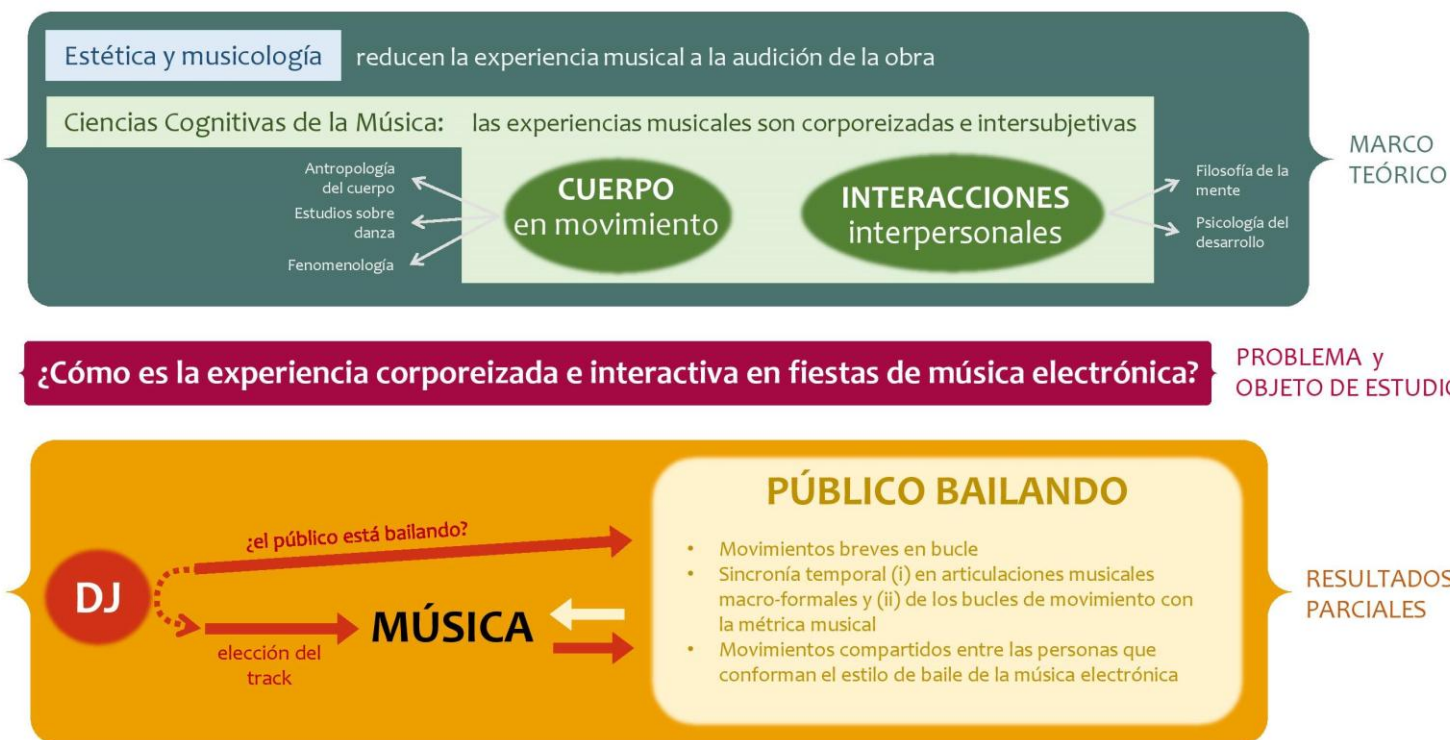 Estética y musicología reducen la experiencia musical a la audición de la obra
Ciencias Cognitivas de la Música: las experiencias musicales son corporeizadas e intersubjetivas
Antropología
del cuerpo
Estudios sobre
danza
Fenomenología
CUERPO
en movimiento
INTERACCIONES
interpersonales
Filosofía de la
mente
Psicología del
desarrollo
MARCO
TEÓRICO
¿Cómo es la experiencia corporeizada e interactiva en fiestas de música electrónica?
PROBLEMA y
OBJETO DE ESTUDIO
DJ
¿el público está bailando?
elección del
track
MÚSICA
PÚBLICO BAILANDO
• Movimientos breves en bucle
• Sincronía temporal (i) en articulaciones musicales
macro-formales y (ii) de los bucles de movimiento con
la métrica musical
• Movimientos compartidos entre las personas que
conforman el estilo de baile de la música electrónica
RESULTADOS
PARCIALES